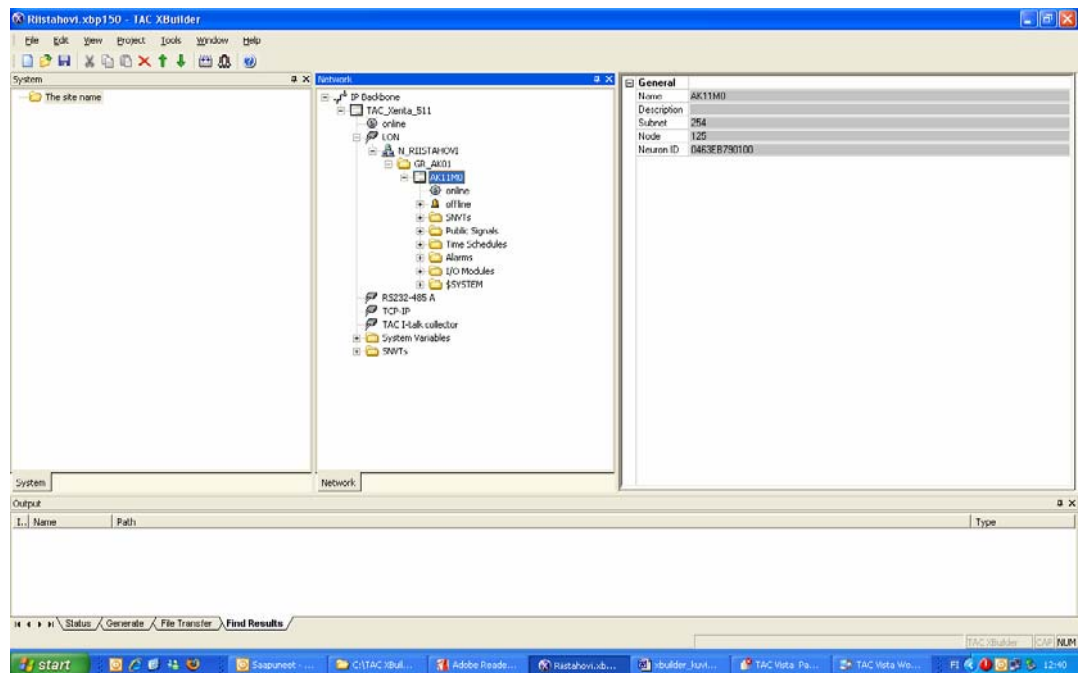 Riistahovi.xbp150 - TAC XBuilder
File Edit View Project Tools Window Help
System
The site name
System
Network
IP Backbone
TAC_Xenta_511
online
LON
N_RIISTAHOVI
GR_AK01
AK11M0
online
offline
SNVTs
Public Signals
Time Schedules
Alarms
I/O Modules
$SYSTEM
RS232-485 A
TCP-IP
TAC I-talk collector
System Variables
SNVTs
Network
General
Name AK11M0
Description
Subnet 254
Node 125
Neuron ID 0463EB790100
Output
I... Name Path Type
Status Generate File Transfer Find Results
TAC XBuilder CAP NUM
start Saapuneet - ... C:\TAC XBuil... Adobe Reade... Riistahovi.xb... xbuilder_kuvi... TAC Vista Pa... TAC Vista Wo... FI 12:40